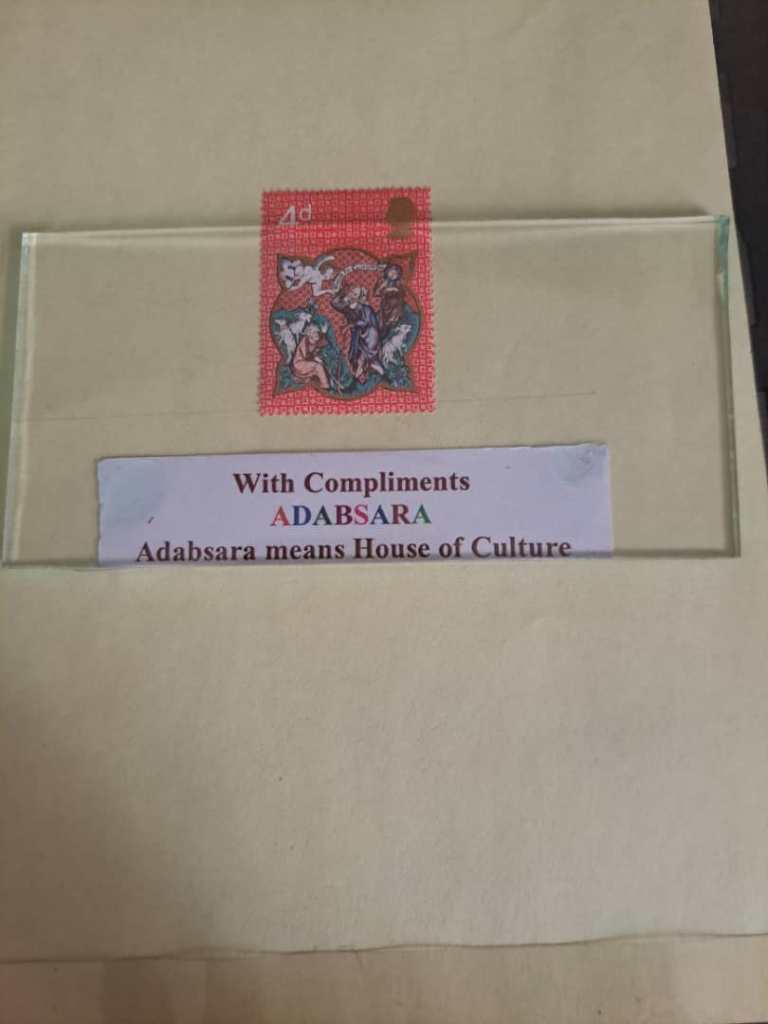 4d
With Compliments
ADABSARA
Adabsara means House of Culture